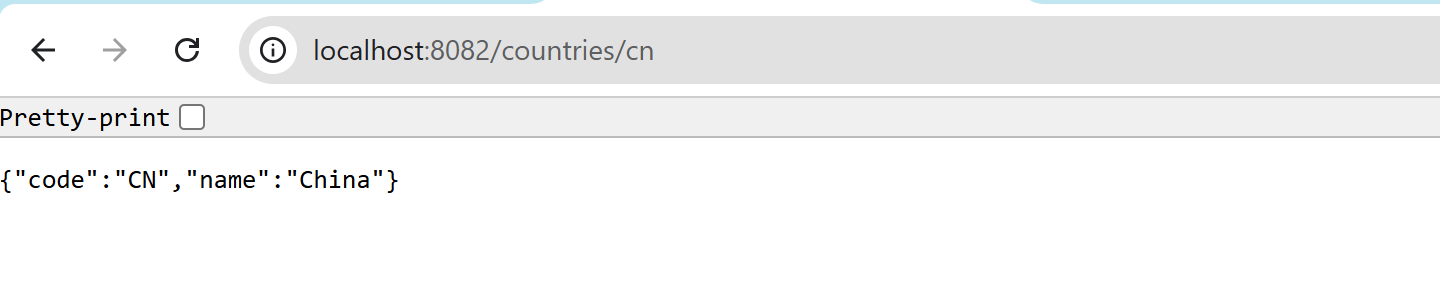 localhost:8082/countries/cn
Pretty-print
{"code":"CN","name":"China"}